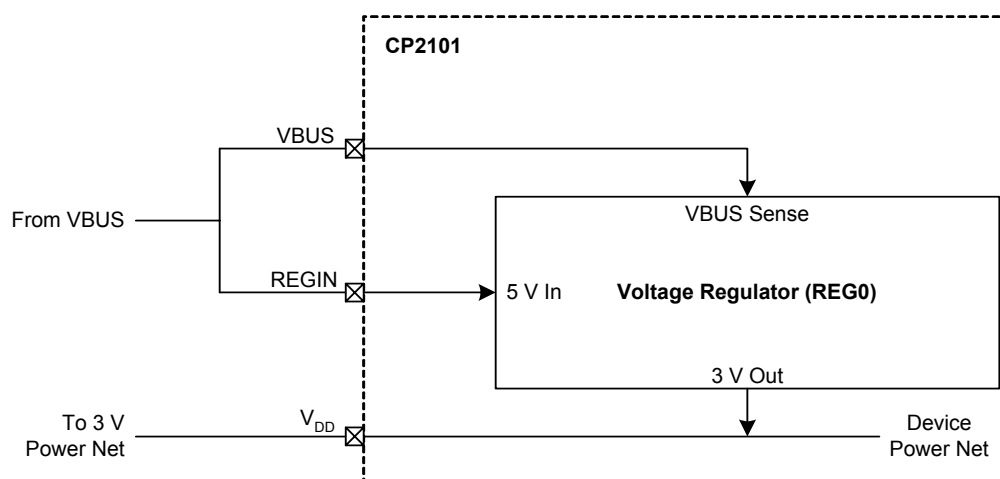 CP2101
VBUS
From VBUS
VBUS Sense
REGIN
5 V In
Voltage Regulator (REG0)
3 V Out
To 3 V
Power Net
VDD
Device
Power Net